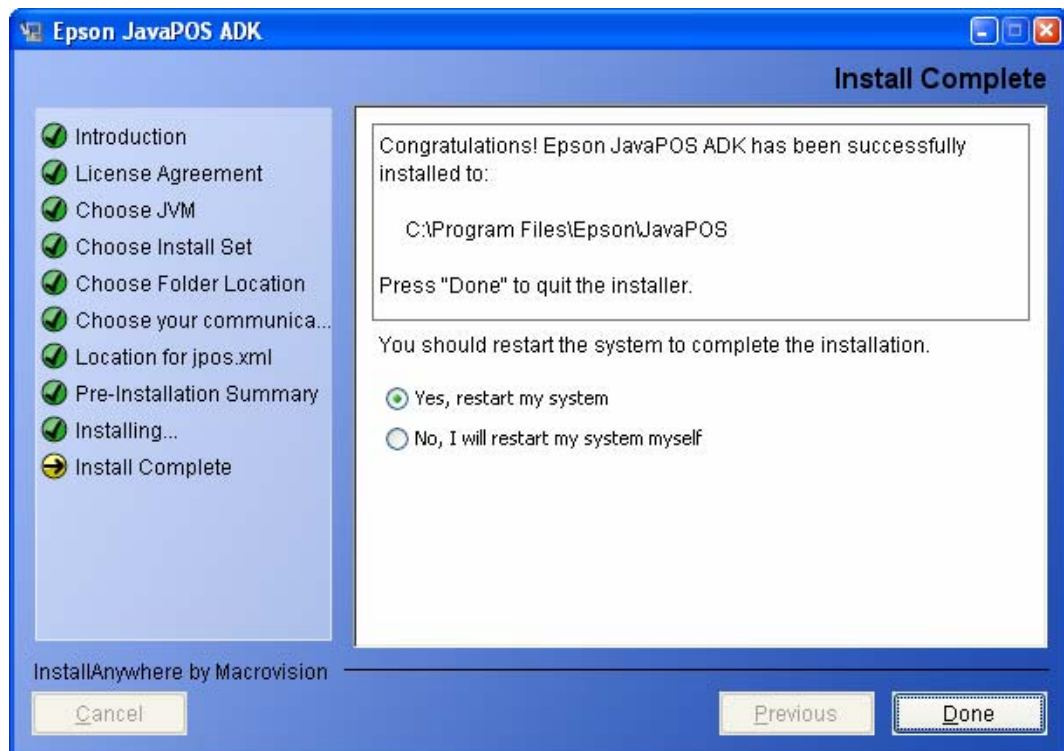 Epson JavaPOS ADK
Install Complete
Introduction
License Agreement
Choose JVM
Choose Install Set
Choose Folder Location
Choose your communica...
Location for jpos.xml
Pre-Installation Summary
Installing...
Install Complete
Congratulations! Epson JavaPOS ADK has been successfully
installed to:
C:\Program Files\Epson\JavaPOS
Press "Done" to quit the installer.
You should restart the system to complete the installation.
Yes, restart my system
No, I will restart my system myself
InstallAnywhere by Macrovision
Cancel
Previous
Done